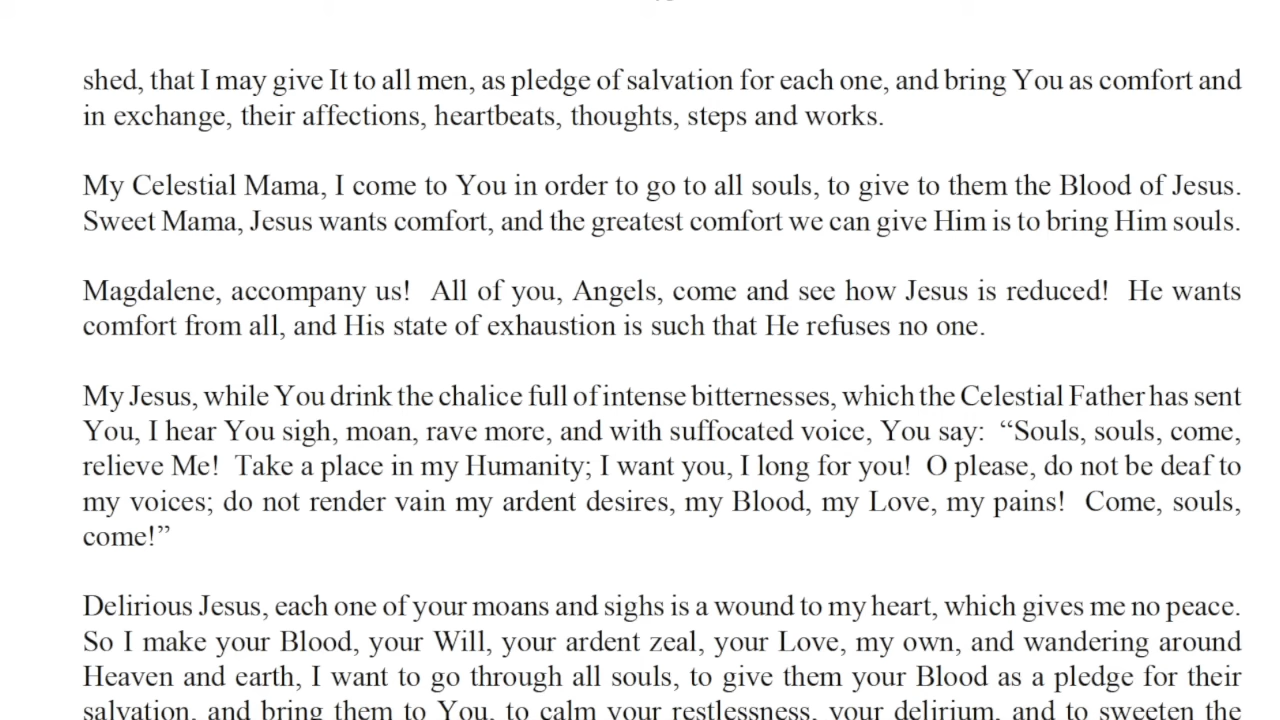 shed, that I may give It to all men, as pledge of salvation for each one, and bring You as comfort and
in exchange, their affections, heartbeats, thoughts, steps and works.
My Celestial Mama, I come to You in order to go to all souls, to give to them the Blood of Jesus.
Sweet Mama, Jesus wants comfort, and the greatest comfort we can give Him is to bring Him souls.
Magdalene, accompany us!  All of you, Angels, come and see how Jesus is reduced!  He wants
comfort from all, and His state of exhaustion is such that He refuses no one.
My Jesus, while You drink the chalice full of intense bitternesses, which the Celestial Father has sent
You, I hear You sigh, moan, rave more, and with suffocated voice, You say:  “Souls, souls, come,
relieve Me!  Take a place in my Humanity; I want you, I long for you!  O please, do not be deaf to
my voices; do not render vain my ardent desires, my Blood, my Love, my pains!  Come, souls,
come!”
Delirious Jesus, each one of your moans and sighs is a wound to my heart, which gives me no peace.
So I make your Blood, your Will, your ardent zeal, your Love, my own, and wandering around
Heaven and earth, I want to go through all souls, to give them your Blood as a pledge for their
salvation, and bring them to You, to calm your restlessness, your delirium, and to sweeten the